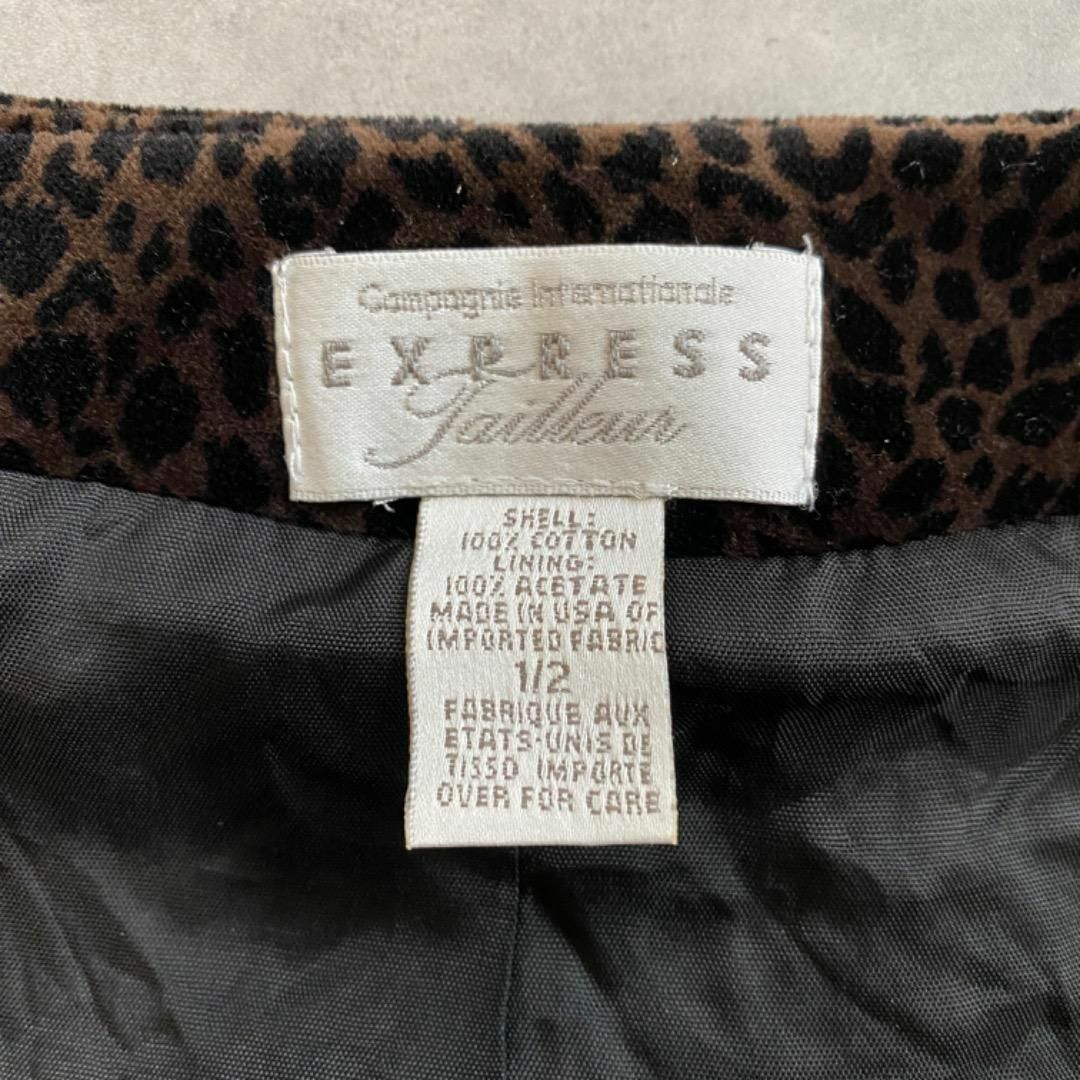 Compagnie Internationale
EXPRESS
Tailleur
SHELL:
100% COTTON
LINING:
100% ACETATE
MADE IN USA OF
IMPORTED FABRIC
1/2
FABRIQUE AUX
ETATS-UNIS DE
TISSO IMPORTE
OVER FOR CARE